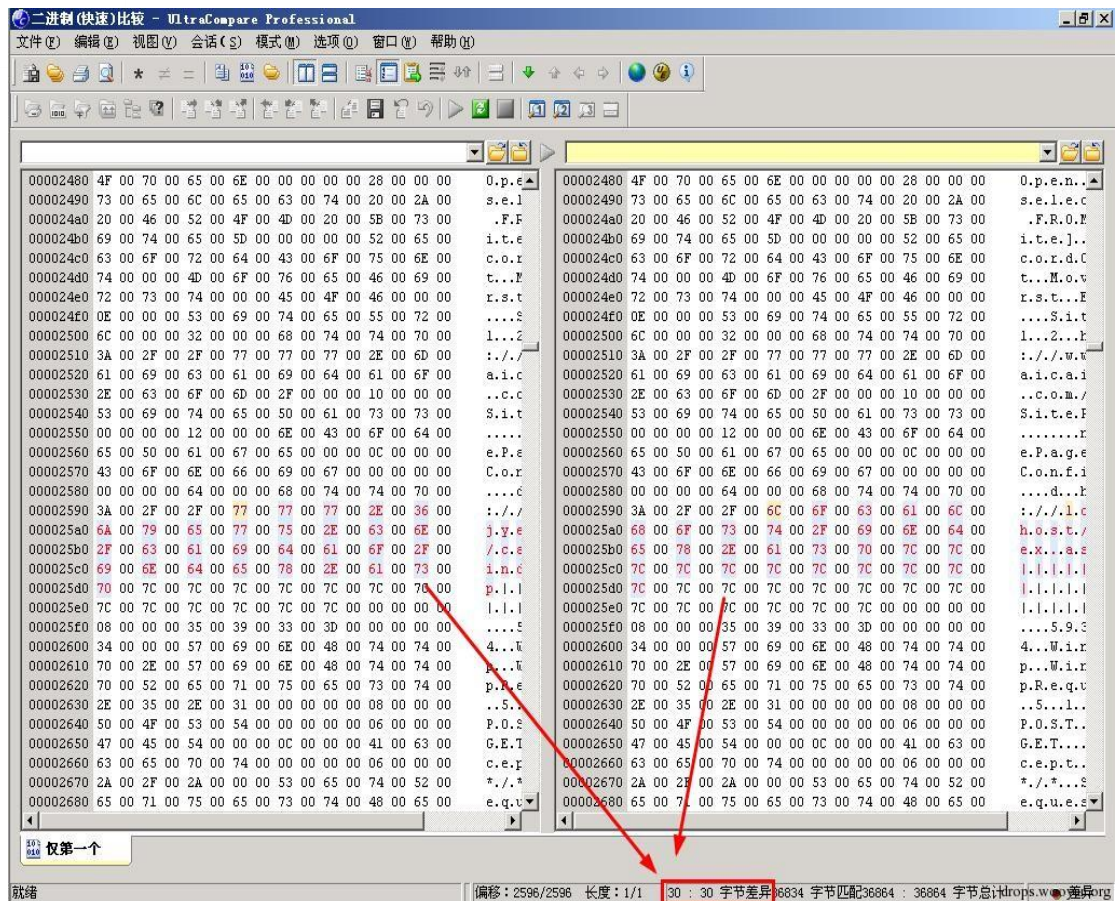 二进制(快速)比较 - UltraCompare Professional
文件(F) 编辑(E) 视图(V) 会话(S) 模式(M) 选项(O) 窗口(W) 帮助(H)
00002480 4F 00 70 00 65 00 6E 00 00 00 00 00 28 00 00 00 O.p.e
00002490 73 00 65 00 6C 00 65 00 63 00 74 00 20 00 2A 00 s.e.l
000024a0 20 00 46 00 52 00 4F 00 4D 00 20 00 5B 00 73 00 .F.R
000024b0 69 00 74 00 65 00 5D 00 00 00 00 00 52 00 65 00 i.t.e
000024c0 63 00 6F 00 72 00 64 00 43 00 6F 00 75 00 6E 00 c.o.r
000024d0 74 00 00 00 4D 00 6F 00 76 00 65 00 46 00 69 00 t...M
000024e0 72 00 73 00 74 00 00 00 45 00 4F 00 46 00 00 00 r.s.t
000024f0 0E 00 00 00 53 00 69 00 74 00 65 00 55 00 72 00 ....S
00002500 6C 00 00 00 32 00 00 00 68 00 74 00 74 00 70 00 l...2
00002510 3A 00 2F 00 2F 00 77 00 77 00 77 00 2E 00 6D 00 :././
00002520 61 00 69 00 63 00 61 00 69 00 64 00 61 00 6F 00 a.i.c
00002530 2E 00 63 00 6F 00 6D 00 2F 00 00 00 10 00 00 00 ..c.o
00002540 53 00 69 00 74 00 65 00 50 00 61 00 73 00 73 00 S.i.t
00002550 00 00 00 00 12 00 00 00 6E 00 43 00 6F 00 64 00 .....
00002560 65 00 50 00 61 00 67 00 65 00 00 00 0C 00 00 00 e.P.a
00002570 43 00 6F 00 6E 00 66 00 69 00 67 00 00 00 00 00 C.o.n
00002580 00 00 00 00 64 00 00 00 68 00 74 00 74 00 70 00 ....d
00002590 3A 00 2F 00 2F 00 77 00 77 00 77 00 2E 00 36 00 :././
000025a0 6A 00 79 00 65 00 77 00 75 00 2E 00 63 00 6E 00 j.y.e
000025b0 2F 00 63 00 61 00 69 00 64 00 61 00 6F 00 2F 00 /.c.a
000025c0 69 00 6E 00 64 00 65 00 78 00 2E 00 61 00 73 00 i.n.d
000025d0 70 00 7C 00 7C 00 7C 00 7C 00 7C 00 7C 00 7C 00 p.|.|
000025e0 7C 00 7C 00 7C 00 7C 00 7C 00 7C 00 00 00 00 00 |.|.|
000025f0 08 00 00 00 35 00 39 00 33 00 3D 00 00 00 00 00 ....5
00002600 34 00 00 00 57 00 69 00 6E 00 48 00 74 00 74 00 4...W
00002610 70 00 2E 00 57 00 69 00 6E 00 48 00 74 00 74 00 p...W
00002620 70 00 52 00 65 00 71 00 75 00 65 00 73 00 74 00 p.R.e
00002630 2E 00 35 00 2E 00 31 00 00 00 00 00 08 00 00 00 ..5..
00002640 50 00 4F 00 53 00 54 00 00 00 00 00 06 00 00 00 P.O.S
00002650 47 00 45 00 54 00 00 00 0C 00 00 00 41 00 63 00 G.E.T
00002660 63 00 65 00 70 00 74 00 00 00 00 00 06 00 00 00 c.e.p
00002670 2A 00 2F 00 2A 00 00 00 53 00 65 00 74 00 52 00 *./.*
00002680 65 00 71 00 75 00 65 00 73 00 74 00 48 00 65 00 e.q.u
00002480 4F 00 70 00 65 00 6E 00 00 00 00 00 28 00 00 00 O.p.e.n..
00002490 73 00 65 00 6C 00 65 00 63 00 74 00 20 00 2A 00 s.e.l.e.c
000024a0 20 00 46 00 52 00 4F 00 4D 00 20 00 5B 00 73 00 .F.R.O.M
000024b0 69 00 74 00 65 00 5D 00 00 00 00 00 52 00 65 00 i.t.e.]..
000024c0 63 00 6F 00 72 00 64 00 43 00 6F 00 75 00 6E 00 c.o.r.d.C
000024d0 74 00 00 00 4D 00 6F 00 76 00 65 00 46 00 69 00 t...M.o.v
000024e0 72 00 73 00 74 00 00 00 45 00 4F 00 46 00 00 00 r.s.t...E
000024f0 0E 00 00 00 53 00 69 00 74 00 65 00 55 00 72 00 ....S.i.t
00002500 6C 00 00 00 32 00 00 00 68 00 74 00 74 00 70 00 l...2...h
00002510 3A 00 2F 00 2F 00 77 00 77 00 77 00 2E 00 6D 00 :././.w.w
00002520 61 00 69 00 63 00 61 00 69 00 64 00 61 00 6F 00 a.i.c.a.i
00002530 2E 00 63 00 6F 00 6D 00 2F 00 00 00 10 00 00 00 ..c.o.m./
00002540 53 00 69 00 74 00 65 00 50 00 61 00 73 00 73 00 S.i.t.e.P
00002550 00 00 00 00 12 00 00 00 6E 00 43 00 6F 00 64 00 ........n
00002560 65 00 50 00 61 00 67 00 65 00 00 00 0C 00 00 00 e.P.a.g.e
00002570 43 00 6F 00 6E 00 66 00 69 00 67 00 00 00 00 00 C.o.n.f.i
00002580 00 00 00 00 64 00 00 00 68 00 74 00 74 00 70 00 ....d...h
00002590 3A 00 2F 00 2F 00 6C 00 6F 00 63 00 61 00 6C 00 :././.l.o
000025a0 68 00 6F 00 73 00 74 00 2F 00 69 00 6E 00 64 00 h.o.s.t./
000025b0 65 00 78 00 2E 00 61 00 73 00 70 00 7C 00 7C 00 e.x...a.s
000025c0 7C 00 7C 00 7C 00 7C 00 7C 00 7C 00 7C 00 7C 00 |.|.|.|.|
000025d0 7C 00 7C 00 7C 00 7C 00 7C 00 7C 00 7C 00 7C 00 |.|.|.|.|
000025e0 7C 00 7C 00 7C 00 7C 00 7C 00 7C 00 00 00 00 00 |.|.|.|.|
000025f0 08 00 00 00 35 00 39 00 33 00 3D 00 00 00 00 00 ....5.9.3
00002600 34 00 00 00 57 00 69 00 6E 00 48 00 74 00 74 00 4...W.i.n
00002610 70 00 2E 00 57 00 69 00 6E 00 48 00 74 00 74 00 p...W.i.n
00002620 70 00 52 00 65 00 71 00 75 00 65 00 73 00 74 00 p.R.e.q.u
00002630 2E 00 35 00 2E 00 31 00 00 00 00 00 08 00 00 00 ..5...1..
00002640 50 00 4F 00 53 00 54 00 00 00 00 00 06 00 00 00 P.O.S.T..
00002650 47 00 45 00 54 00 00 00 0C 00 00 00 41 00 63 00 G.E.T....
00002660 63 00 65 00 70 00 74 00 00 00 00 00 06 00 00 00 c.e.p.t..
00002670 2A 00 2F 00 2A 00 00 00 53 00 65 00 74 00 52 00 *./.*...S
00002680 65 00 71 00 75 00 65 00 73 00 74 00 48 00 65 00 e.q.u.e.s
仅第一个
就绪 偏移：2596/2596 长度：1/1 30 : 30 字节差异 36834 字节匹配36864 : 36864 字节总计 差异
drops.wooyun.org